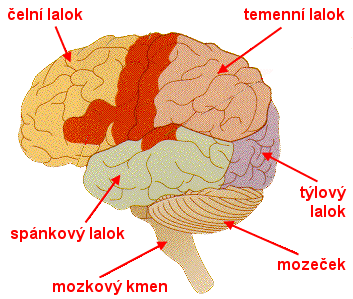 čelní lalok
temenní lalok
týlový
lalok
spánkový lalok
mozeček
mozkový kmen